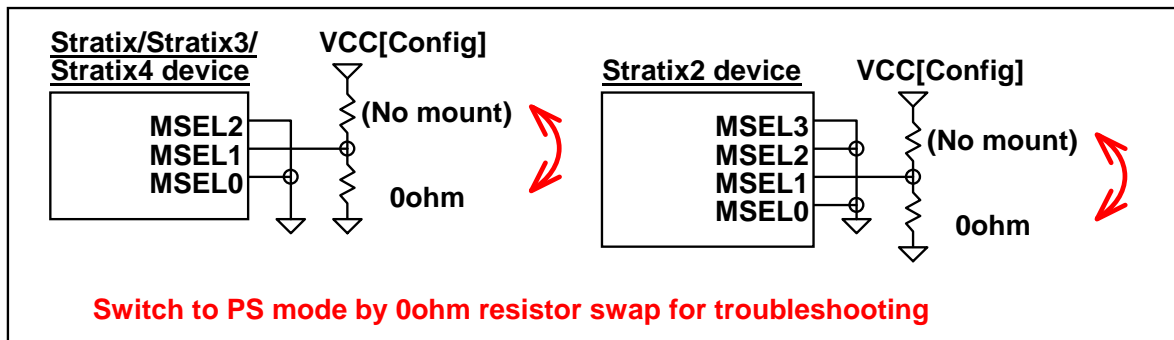 Stratix/Stratix3/
Stratix4 device
VCC[Config]
MSEL2
MSEL1
MSEL0
(No mount)
0ohm
Stratix2 device
VCC[Config]
MSEL3
MSEL2
MSEL1
MSEL0
(No mount)
0ohm
Switch to PS mode by 0ohm resistor swap for troubleshooting